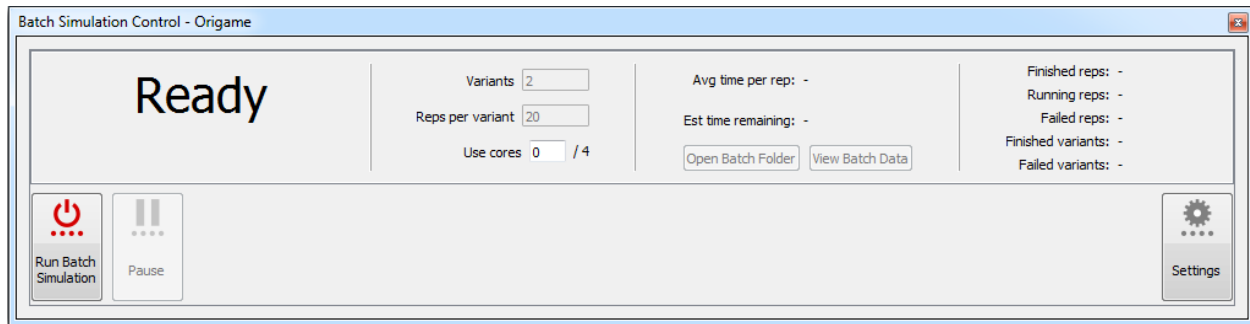 Batch Simulation Control - Origame
Ready
Variants 2
Reps per variant 20
Use cores 0 / 4
Avg time per rep: -
Est time remaining: -
Open Batch Folder View Batch Data
Finished reps: -
Running reps: -
Failed reps: -
Finished variants: -
Failed variants: -
Run Batch
Simulation
Pause
Settings